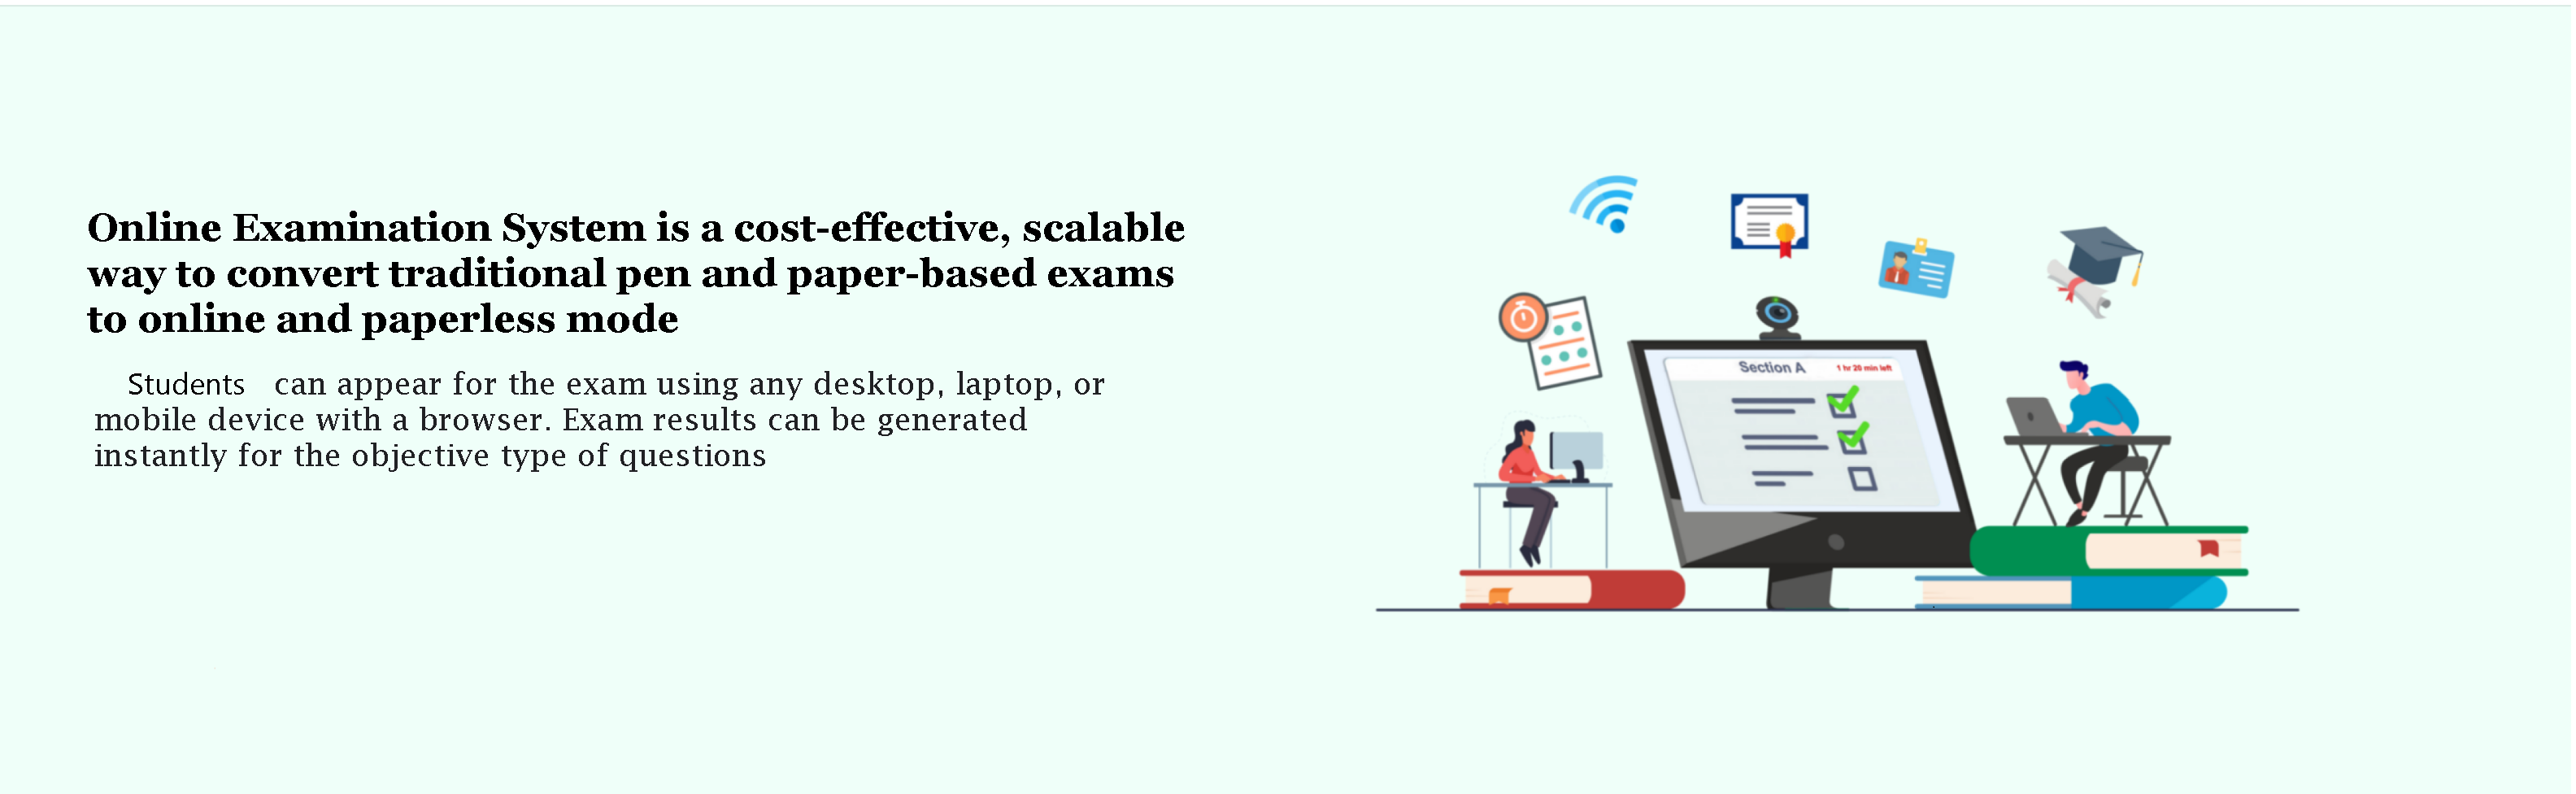 Online Examination System is a cost-effective, scalable
way to convert traditional pen and paper-based exams
to online and paperless mode
Students can appear for the exam using any desktop, laptop, or
mobile device with a browser. Exam results can be generated
instantly for the objective type of questions
Section A
1 hr 20 min left